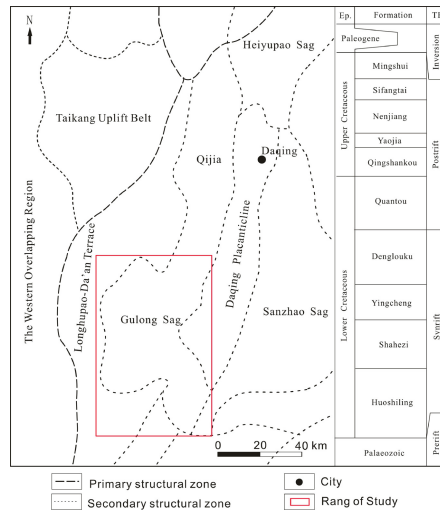 N
Heiyupao Sag
Taikang Uplift Belt
Qijia
Daqing
The Western Overlapping Region
Longhupao-Da'an Terrace
Daqing Placanticline
Gulong Sag
Sanzhao Sag
0 20 40 km
Ep. Formation
Paleogene
Upper Cretaceous
Mingshui
Sifangtai
Nenjiang
Yaojia
Qingshankou
Lower Cretaceous
Quantou
Denglouku
Yingcheng
Shahezi
Huoshiling
Palaeozoic
Inversion
Postrift
Synrift
Prerift
Primary structural zone
City
Secondary structural zone
Rang of Study